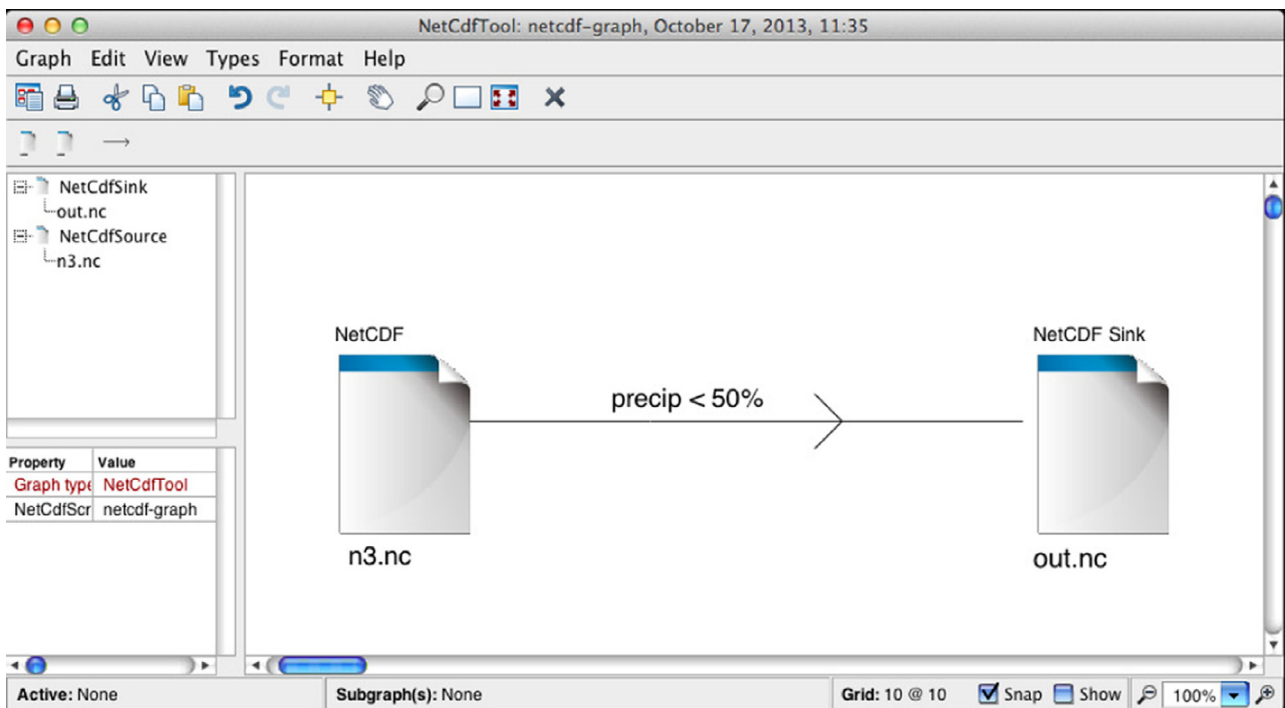 NetCdfTool: netcdf-graph, October 17, 2013, 11:35
Graph Edit View Types Format Help
NetCdfSink
out.nc
NetCdfSource
n3.nc
NetCDF
NetCDF Sink
precip < 50%
n3.nc
out.nc
Property Value
Graph type NetCdfTool
NetCdfScr netcdf-graph
Active: None
Subgraph(s): None
Grid: 10 @ 10
Snap
Show
100%